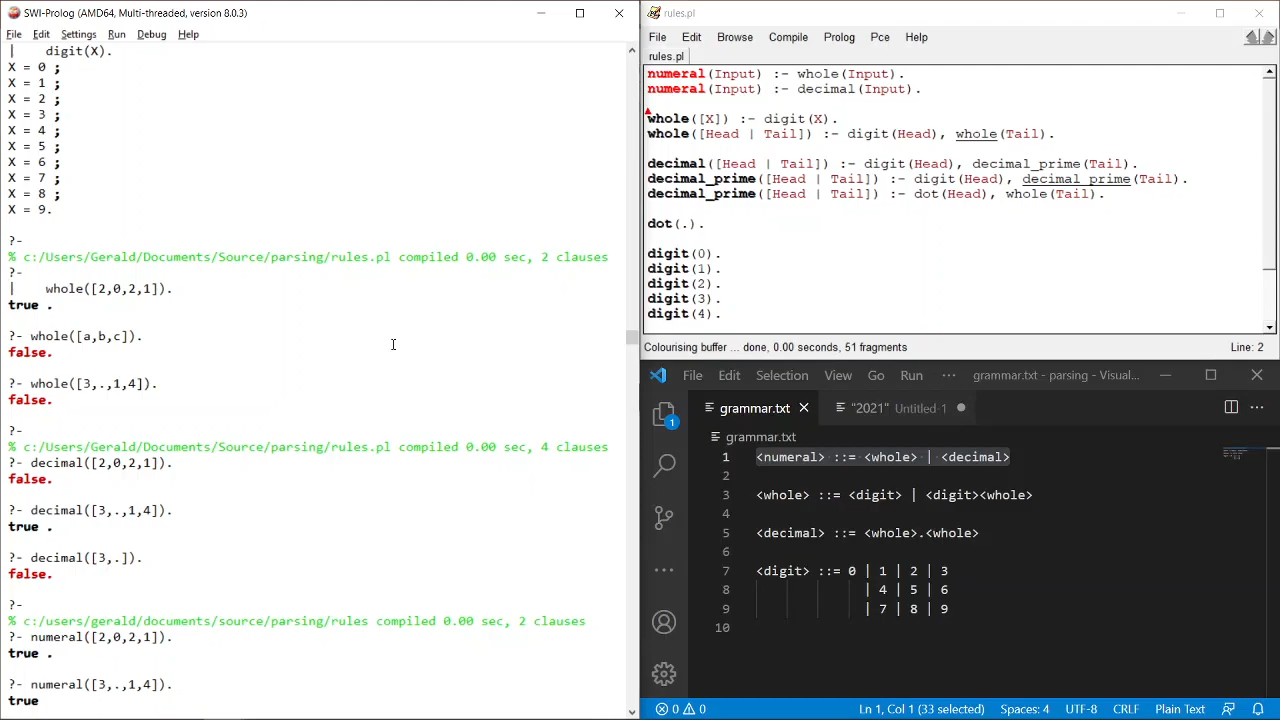 SWI-Prolog (AMD64, Multi-threaded, version 8.0.3)
File Edit Settings Run Debug Help
|    digit(X).
X = 0 ;
X = 1 ;
X = 2 ;
X = 3 ;
X = 4 ;
X = 5 ;
X = 6 ;
X = 7 ;
X = 8 ;
X = 9.
?-
% c:/Users/Gerald/Documents/Source/parsing/rules.pl compiled 0.00 sec, 2 clauses
?-
|    whole([2,0,2,1]).
true .
?- whole([a,b,c]).
false.
?- whole([3,.,1,4]).
false.
?-
% c:/Users/Gerald/Documents/Source/parsing/rules.pl compiled 0.00 sec, 4 clauses
?- decimal([2,0,2,1]).
false.
?- decimal([3,.,1,4]).
true .
?- decimal([3,.]).
false.
?-
% c:/users/gerald/documents/source/parsing/rules compiled 0.00 sec, 2 clauses
?- numeral([2,0,2,1]).
true .
?- numeral([3,.,1,4]).
true
rules.pl
File Edit Browse Compile Prolog Pce Help
rules.pl
numeral(Input) :- whole(Input).
numeral(Input) :- decimal(Input).
whole([X]) :- digit(X).
whole([Head | Tail]) :- digit(Head), whole(Tail).
decimal([Head | Tail]) :- digit(Head), decimal_prime(Tail).
decimal_prime([Head | Tail]) :- digit(Head), decimal_prime(Tail).
decimal_prime([Head | Tail]) :- dot(Head), whole(Tail).
dot(.).
digit(0).
digit(1).
digit(2).
digit(3).
digit(4).
Colourising buffer ... done, 0.00 seconds, 51 fragments Line: 2
File Edit Selection View Go Run ··· grammar.txt - parsing - Visual...
grammar.txt "2021" Untitled-1
grammar.txt
1 <numeral> ::= <whole> | <decimal>
2
3 <whole> ::= <digit> | <digit><whole>
4
5 <decimal> ::= <whole>.<whole>
6
7 <digit> ::= 0 | 1 | 2 | 3
8 | 4 | 5 | 6
9 | 7 | 8 | 9
10
1
0 0 Ln 1, Col 1 (33 selected) Spaces: 4 UTF-8 CRLF Plain Text